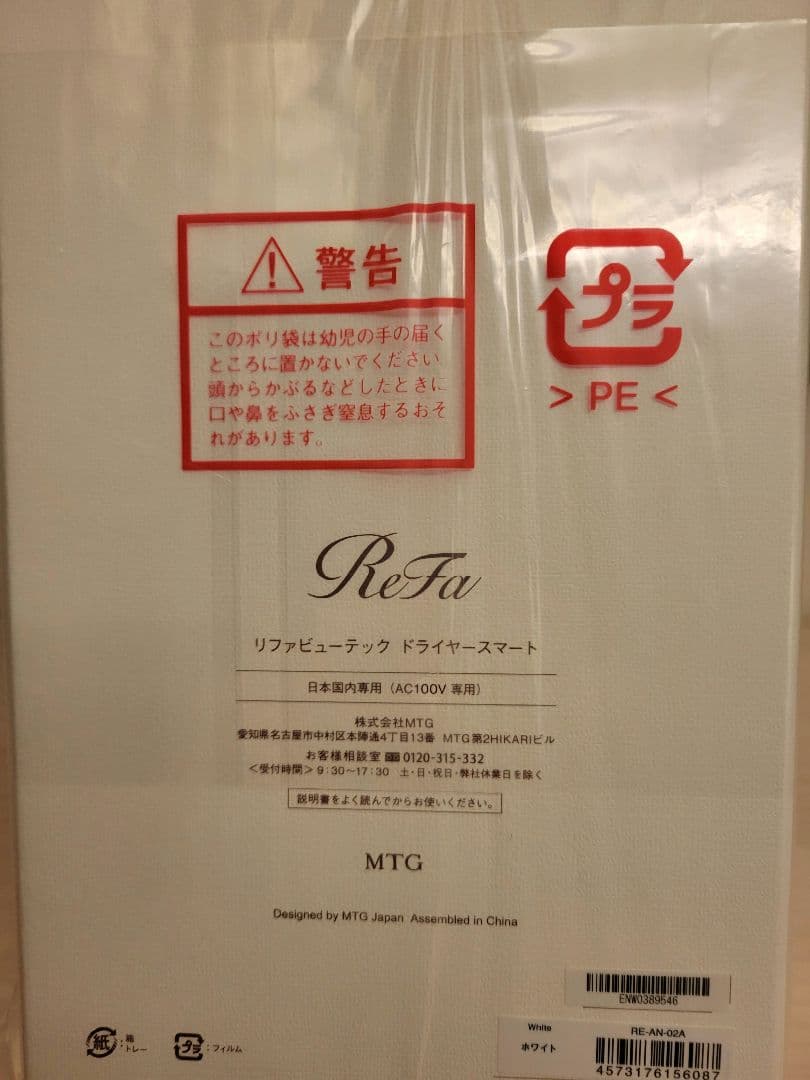 警告
このポリ袋は幼児の手の届く
ところに置かないでください
頭からかぶるなどしたときに
口や鼻をふさぎ窒息するおそ
れがあります。
プラ
> PE <
ReFa
リファビューテック ドライヤースマート
日本国内専用（AC100V 専用）
株式会社MTG
愛知県名古屋市中村区本陣通4丁目13番 MTG第2HIKARIビル
お客様相談室 0120-315-332
＜受付時間＞9:30〜17:30 土・日・祝日・弊社休業日を除く
説明書をよく読んでからお使いください。
MTG
Designed by MTG Japan Assembled in China
ENW0389546
White RE-AN-02A
ホワイト
4573176156087
紙 : 箱
トレー
プラ : フィルム